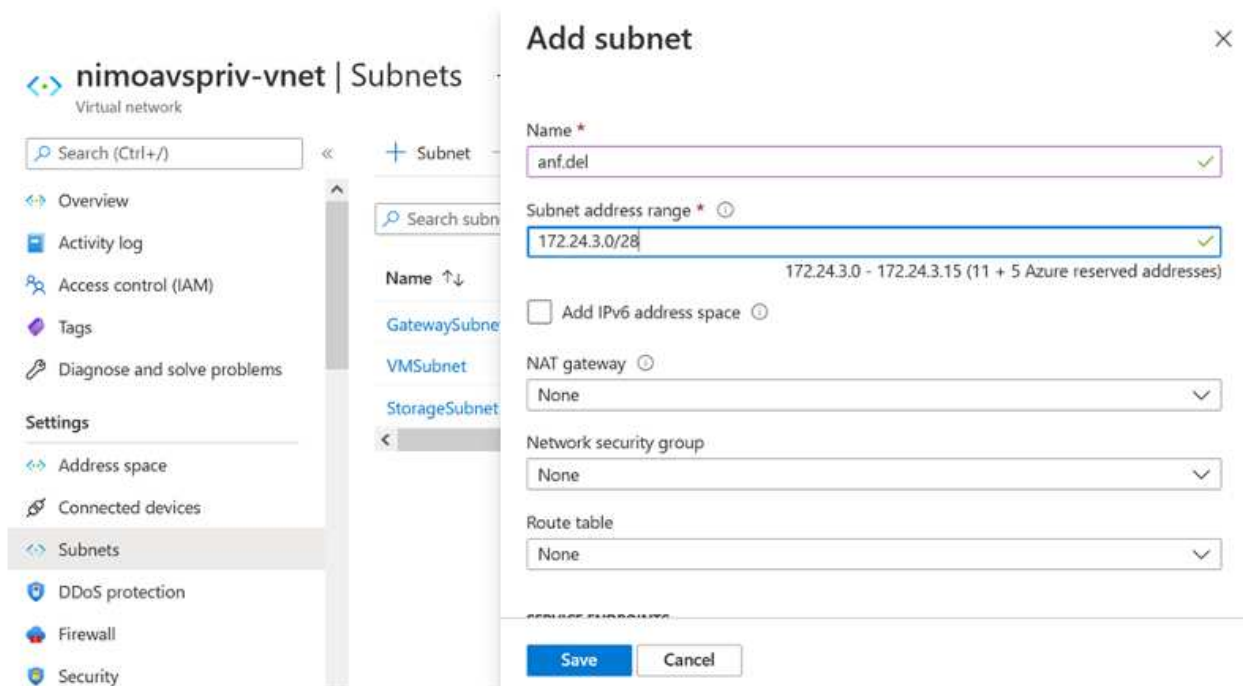 nimoavspriv-vnet | Subnets
Virtual network
Search (Ctrl+/)
«
Overview
Activity log
Access control (IAM)
Tags
Diagnose and solve problems
Settings
Address space
Connected devices
Subnets
DDoS protection
Firewall
Security
+ Subnet
Search subn
Name ↑↓
GatewaySubne
VMSubnet
StorageSubnet
Add subnet
Name *
anf.del
Subnet address range *
172.24.3.0/28
172.24.3.0 - 172.24.3.15 (11 + 5 Azure reserved addresses)
Add IPv6 address space
NAT gateway
None
Network security group
None
Route table
None
SERVICE ENDPOINTS
Save
Cancel